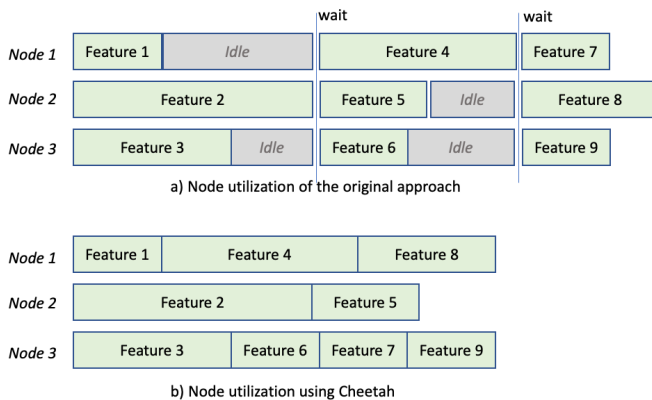 wait wait
Node 1 Feature 1 Idle Feature 4 Feature 7
Node 2 Feature 2 Feature 5 Idle Feature 8
Node 3 Feature 3 Idle Feature 6 Idle Feature 9
a) Node utilization of the original approach
Node 1 Feature 1 Feature 4 Feature 8
Node 2 Feature 2 Feature 5
Node 3 Feature 3 Feature 6 Feature 7 Feature 9
b) Node utilization using Cheetah